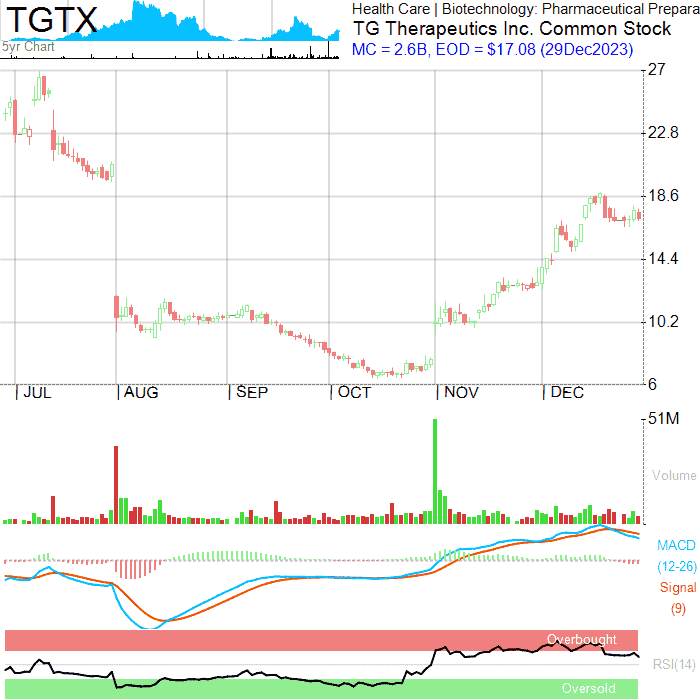 TGTX
5yr Chart
Health Care | Biotechnology: Pharmaceutical Prepara
TG Therapeutics Inc. Common Stock
MC = 2.6B, EOD = $17.08 (29Dec2023)
27
22.8
18.6
14.4
10.2
6
JUL AUG SEP OCT NOV DEC
51M
Volume
MACD
(12-26)
Signal
(9)
Overbought
RSI(14)
Oversold